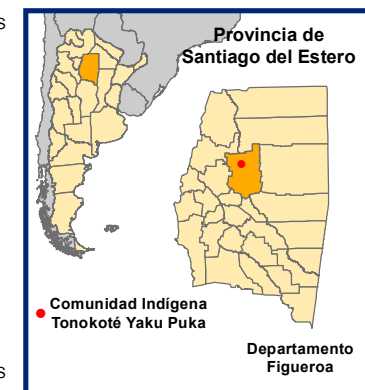 S
Provincia de
Santiago del Estero
Comunidad Indígena
Tonokoté Yaku Puka
Departamento
Figueroa
S